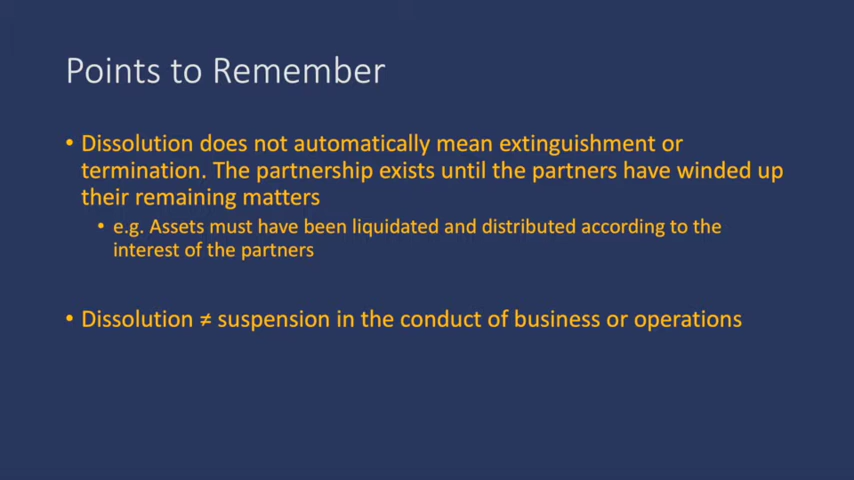 Points to Remember
• Dissolution does not automatically mean extinguishment or
termination. The partnership exists until the partners have winded up
their remaining matters
• e.g. Assets must have been liquidated and distributed according to the
interest of the partners
• Dissolution ≠ suspension in the conduct of business or operations